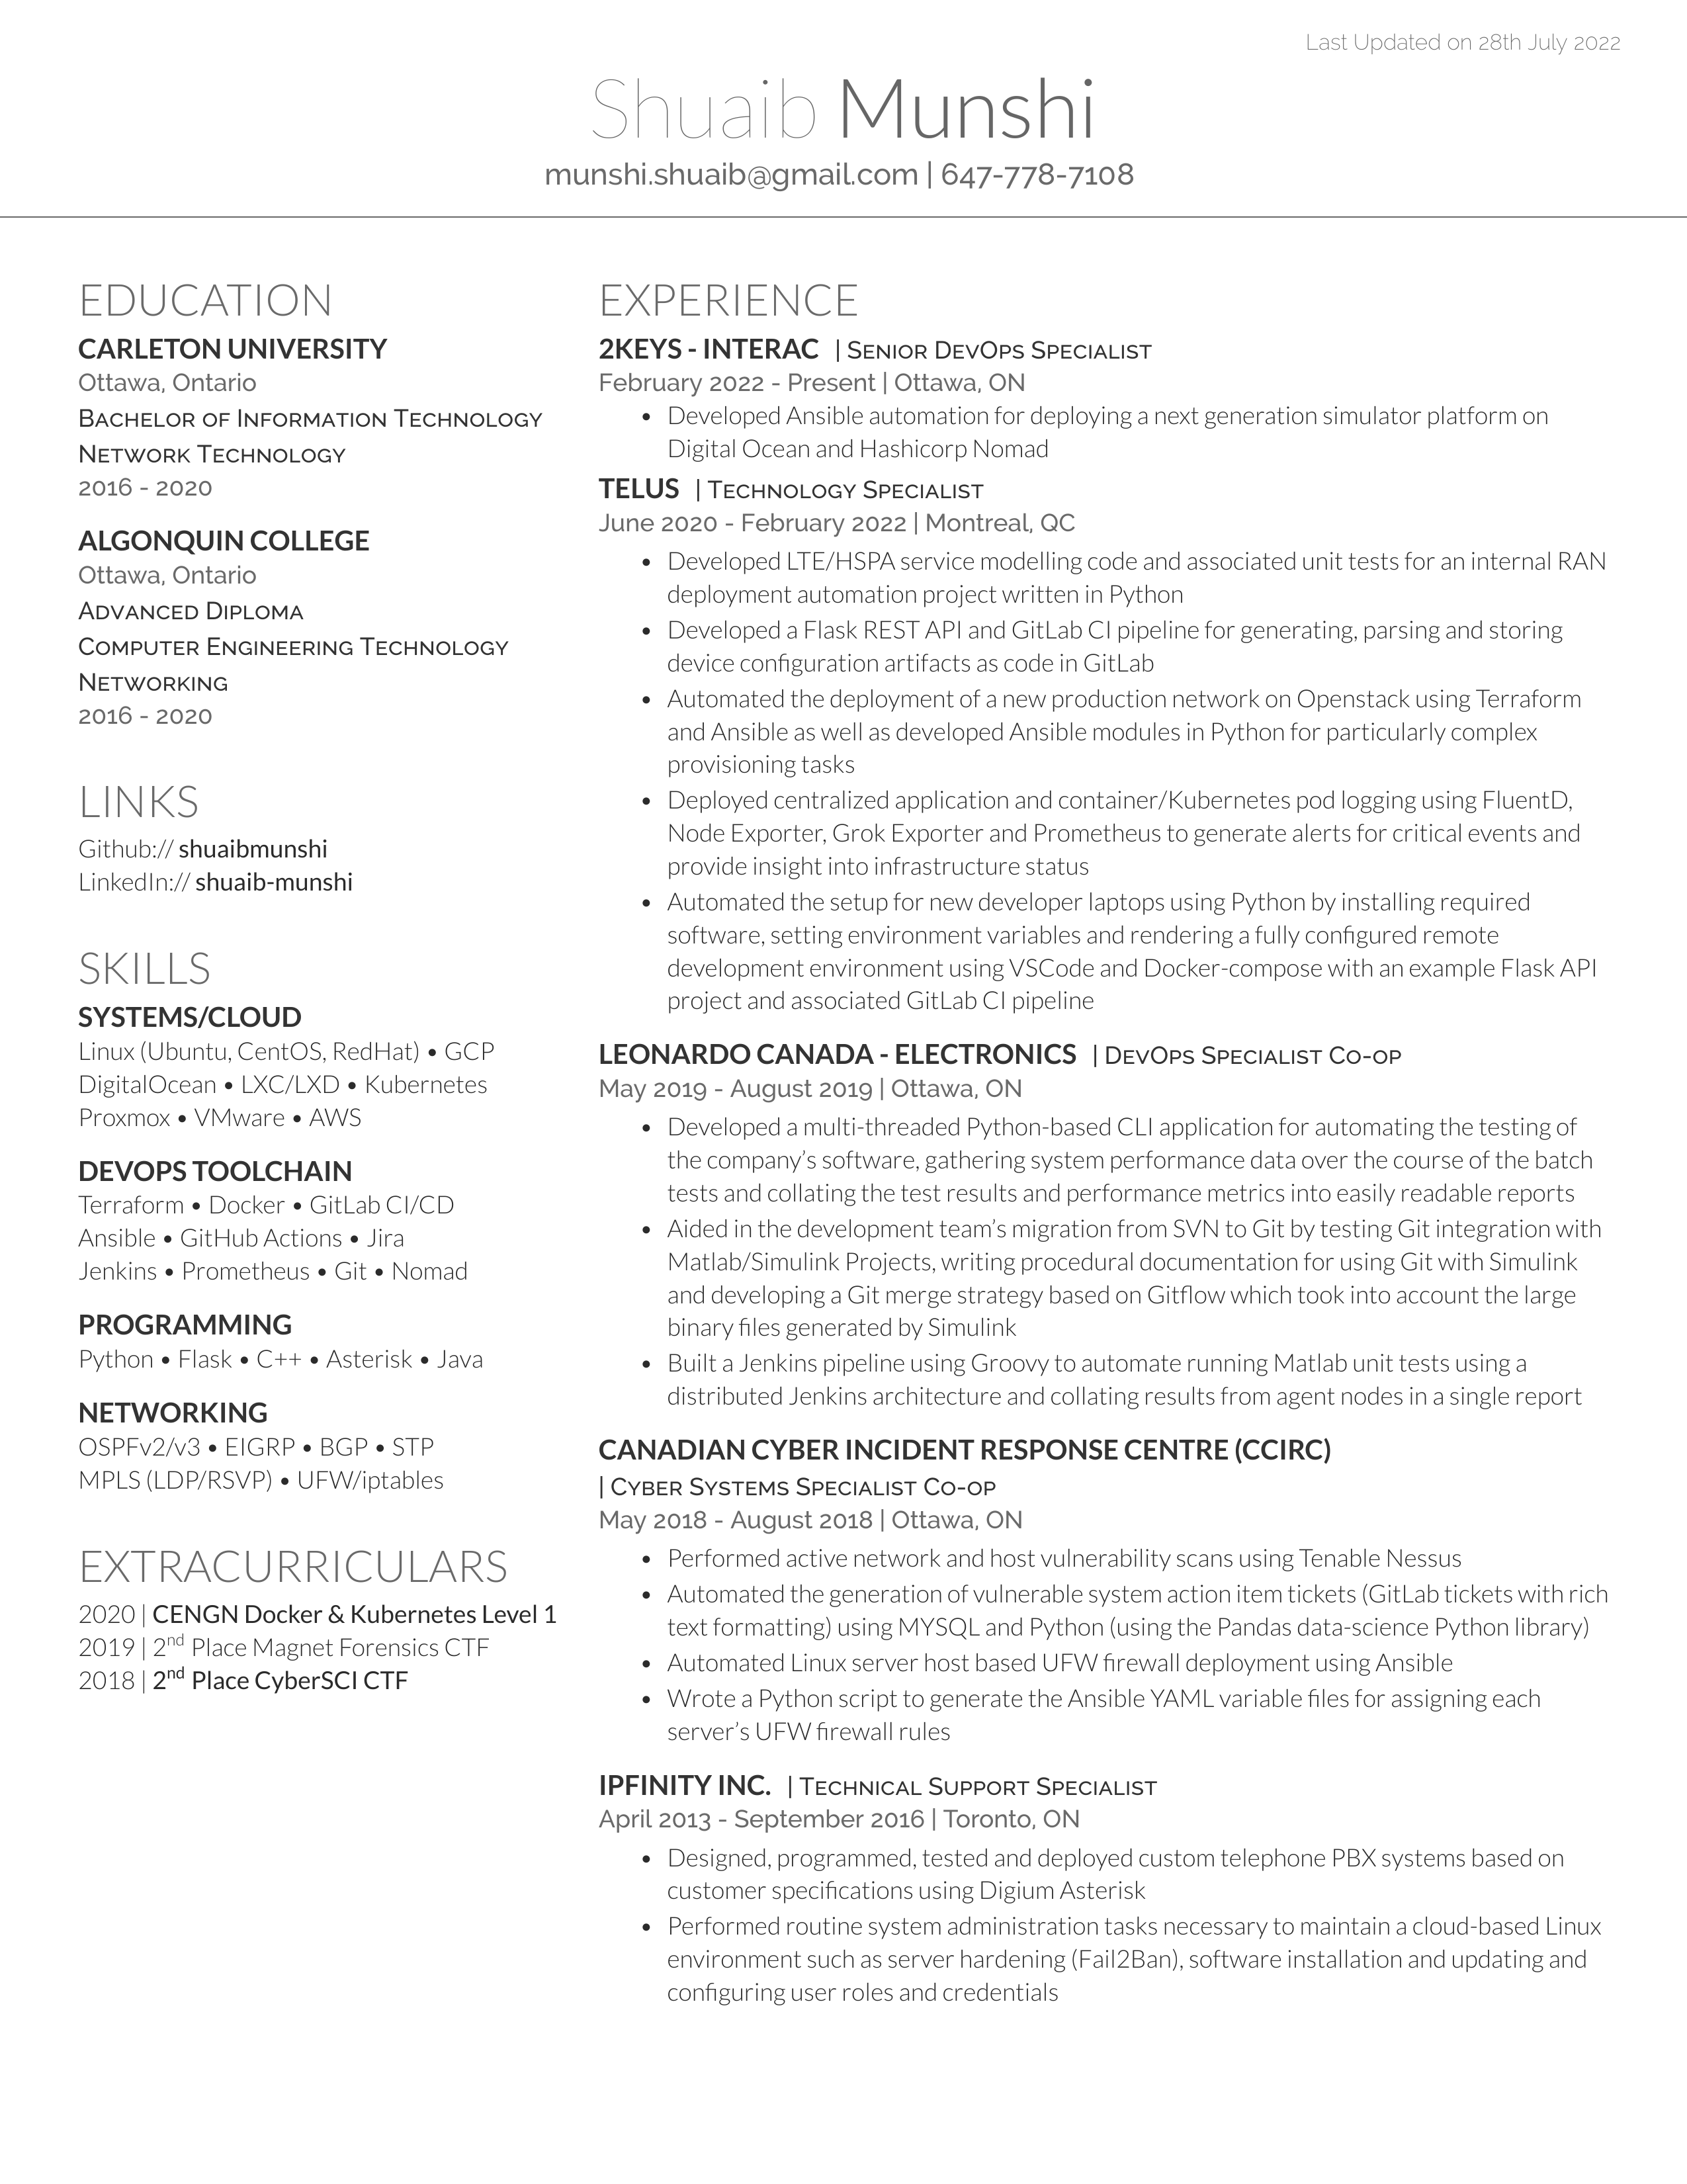 Last Updated on 28th July 2022
Shuaib Munshi
munshi.shuaib@gmail.com | 647-778-7108
EDUCATION
CARLETON UNIVERSITY
Ottawa, Ontario
Bachelor of Information Technology
Network Technology
2016 - 2020
ALGONQUIN COLLEGE
Ottawa, Ontario
Advanced Diploma
Computer Engineering Technology
Networking
2016 - 2020
LINKS
Github:// shuaibmunshi
LinkedIn:// shuaib-munshi
SKILLS
SYSTEMS/CLOUD
Linux (Ubuntu, CentOS, RedHat) • GCP
DigitalOcean • LXC/LXD • Kubernetes
Proxmox • VMware • AWS
DEVOPS TOOLCHAIN
Terraform • Docker • GitLab CI/CD
Ansible • GitHub Actions • Jira
Jenkins • Prometheus • Git • Nomad
PROGRAMMING
Python • Flask • C++ • Asterisk • Java
NETWORKING
OSPFv2/v3 • EIGRP • BGP • STP
MPLS (LDP/RSVP) • UFW/iptables
EXTRACURRICULARS
2020 | CENGN Docker & Kubernetes Level 1
2019 | 2nd Place Magnet Forensics CTF
2018 | 2nd Place CyberSCI CTF
EXPERIENCE
2KEYS - INTERAC | Senior DevOps Specialist
February 2022 - Present | Ottawa, ON
• Developed Ansible automation for deploying a next generation simulator platform on
Digital Ocean and Hashicorp Nomad
TELUS | Technology Specialist
June 2020 - February 2022 | Montreal, QC
• Developed LTE/HSPA service modelling code and associated unit tests for an internal RAN
deployment automation project written in Python
• Developed a Flask REST API and GitLab CI pipeline for generating, parsing and storing
device configuration artifacts as code in GitLab
• Automated the deployment of a new production network on Openstack using Terraform
and Ansible as well as developed Ansible modules in Python for particularly complex
provisioning tasks
• Deployed centralized application and container/Kubernetes pod logging using FluentD,
Node Exporter, Grok Exporter and Prometheus to generate alerts for critical events and
provide insight into infrastructure status
• Automated the setup for new developer laptops using Python by installing required
software, setting environment variables and rendering a fully configured remote
development environment using VSCode and Docker-compose with an example Flask API
project and associated GitLab CI pipeline
LEONARDO CANADA - ELECTRONICS | DevOps Specialist Co-op
May 2019 - August 2019 | Ottawa, ON
• Developed a multi-threaded Python-based CLI application for automating the testing of
the company's software, gathering system performance data over the course of the batch
tests and collating the test results and performance metrics into easily readable reports
• Aided in the development team's migration from SVN to Git by testing Git integration with
Matlab/Simulink Projects, writing procedural documentation for using Git with Simulink
and developing a Git merge strategy based on Gitflow which took into account the large
binary files generated by Simulink
• Built a Jenkins pipeline using Groovy to automate running Matlab unit tests using a
distributed Jenkins architecture and collating results from agent nodes in a single report
CANADIAN CYBER INCIDENT RESPONSE CENTRE (CCIRC)
| Cyber Systems Specialist Co-op
May 2018 - August 2018 | Ottawa, ON
• Performed active network and host vulnerability scans using Tenable Nessus
• Automated the generation of vulnerable system action item tickets (GitLab tickets with rich
text formatting) using MYSQL and Python (using the Pandas data-science Python library)
• Automated Linux server host based UFW firewall deployment using Ansible
• Wrote a Python script to generate the Ansible YAML variable files for assigning each
server's UFW firewall rules
IPFINITY INC. | Technical Support Specialist
April 2013 - September 2016 | Toronto, ON
• Designed, programmed, tested and deployed custom telephone PBX systems based on
customer specifications using Digium Asterisk
• Performed routine system administration tasks necessary to maintain a cloud-based Linux
environment such as server hardening (Fail2Ban), software installation and updating and
configuring user roles and credentials